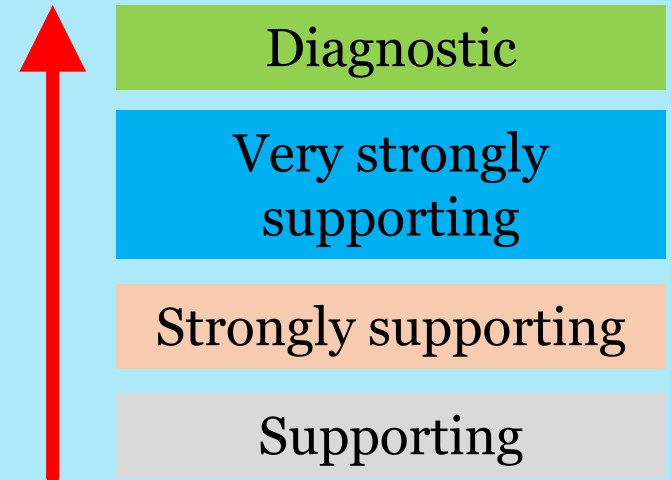 Diagnostic
Very strongly
supporting
Strongly supporting
Supporting